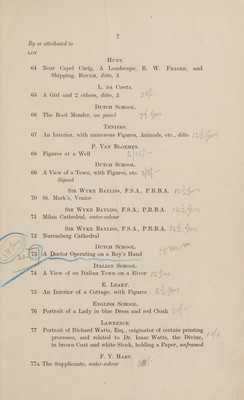 7
By or attributed to
LOT
HUNT.
64 Near Capel Curig, A Landscape, R. W. FRASER, and
Shipping, ROUGH, ditto, 3
L. DA COSTA.
65 A Girl and 2 others, ditto, 3
DUTCH SCHOOL.
66 The Boot Mender, on panel
TENIERS.
67 An Interior, with numerous Figures, Animals, etc., ditto
P. VAN BLOEMEN.
68 Figures at a Well
DUTCH SCHOOL.
69 A View of a Town, with Figures, etc.
Signed
SIR WYKE BAYLISS, F.S.A., P.R.B.A.
70 St. Mark's, Venice
SIR WYKE BAYLISS, F.S.A., P.R.B.A.
71 Milan Cathedral, water-colour
SIR WYKE BAYLISS, F.S.A., P.R.B.A.
72 Nuremberg Cathedral
DUTCH SCHOOL.
73 A Doctor Operating on a Boy's Hand
ITALIAN SCHOOL.
74 A View of an Italian Town on a River
E. LEAKY.
75 An Interior of a Cottage, with Figures
ENGLISH SCHOOL.
76 Portrait of a Lady in blue Dress and red Cloak
LAWRENCE.
77 Portrait of Richard Watts, Esq., originator of certain printing
processes, and related to Dr. Isaac Watts, the Divine,
in brown Coat and white Stock, holding a Paper, unframed
F. V. HART.
77A The Supplicants, water-colour